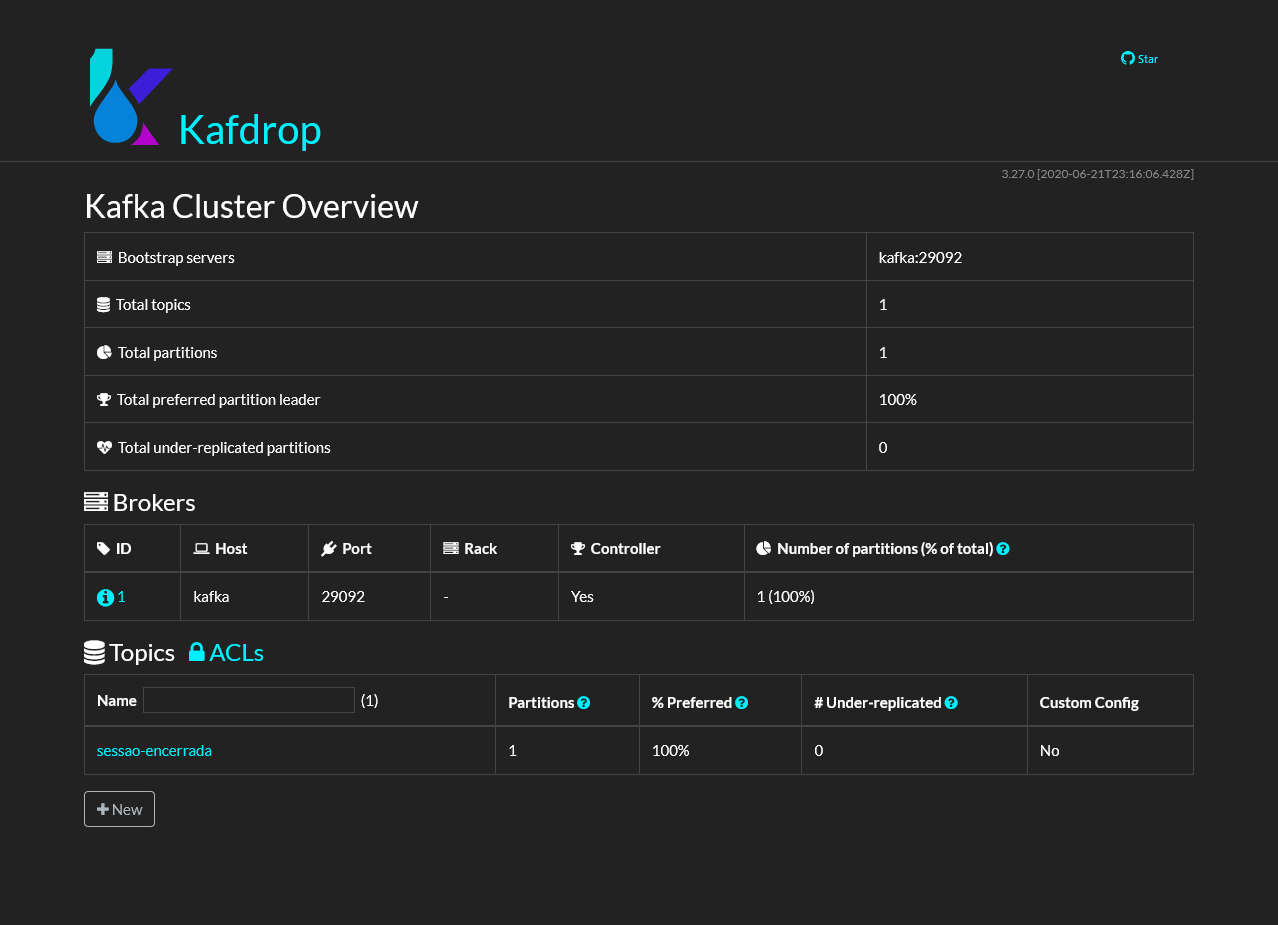 Star
Kafdrop
3.27.0 [2020-06-21T23:16:06.428Z]
Kafka Cluster Overview
Bootstrap servers kafka:29092
Total topics 1
Total partitions 1
Total preferred partition leader 100%
Total under-replicated partitions 0
Brokers
ID Host Port Rack Controller Number of partitions (% of total)
1 kafka 29092 - Yes 1 (100%)
Topics ACLs
Name (1) Partitions % Preferred # Under-replicated Custom Config
sessao-encerrada 1 100% 0 No
New